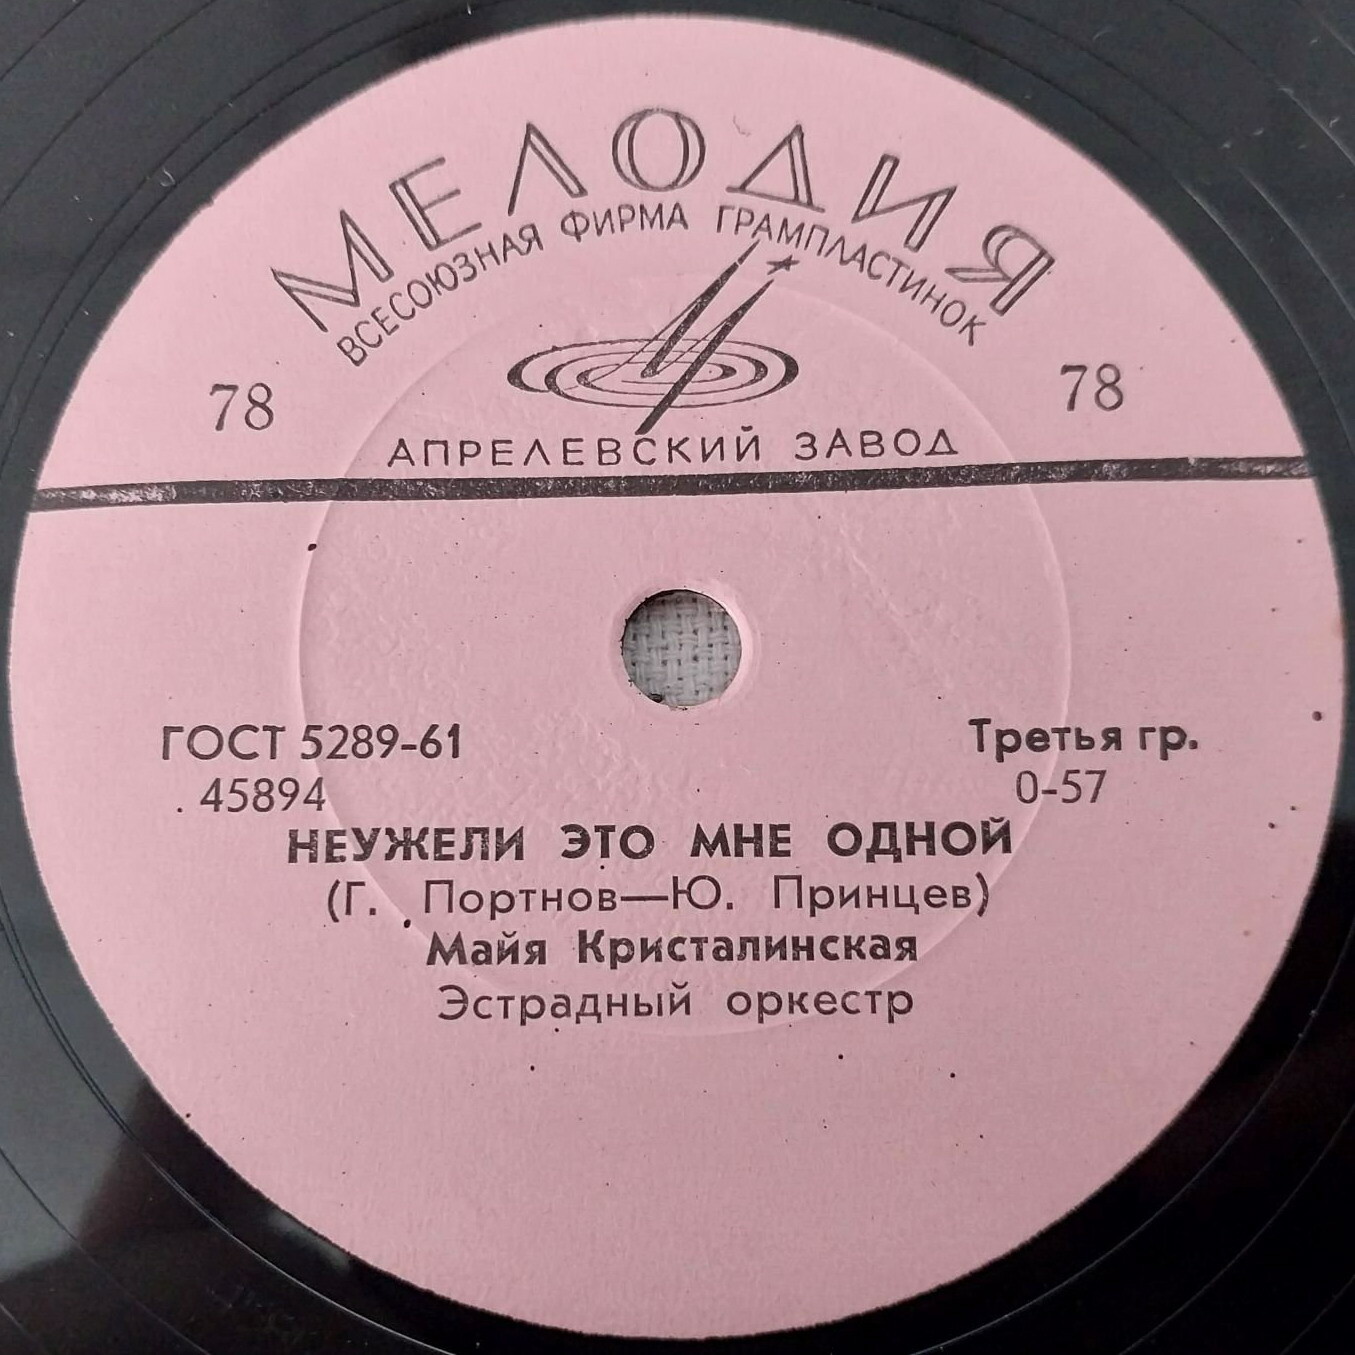 МЕЛОДИЯ
ВСЕСОЮЗНАЯ ФИРМА ГРАМПЛАСТИНОК
78 78
АПРЕЛЕВСКИЙ ЗАВОД
ГОСТ 5289-61 Третья гр.
45894 0-57
НЕУЖЕЛИ ЭТО МНЕ ОДНОЙ
(Г. Портнов—Ю. Принцев)
Майя Кристалинская
Эстрадный оркестр